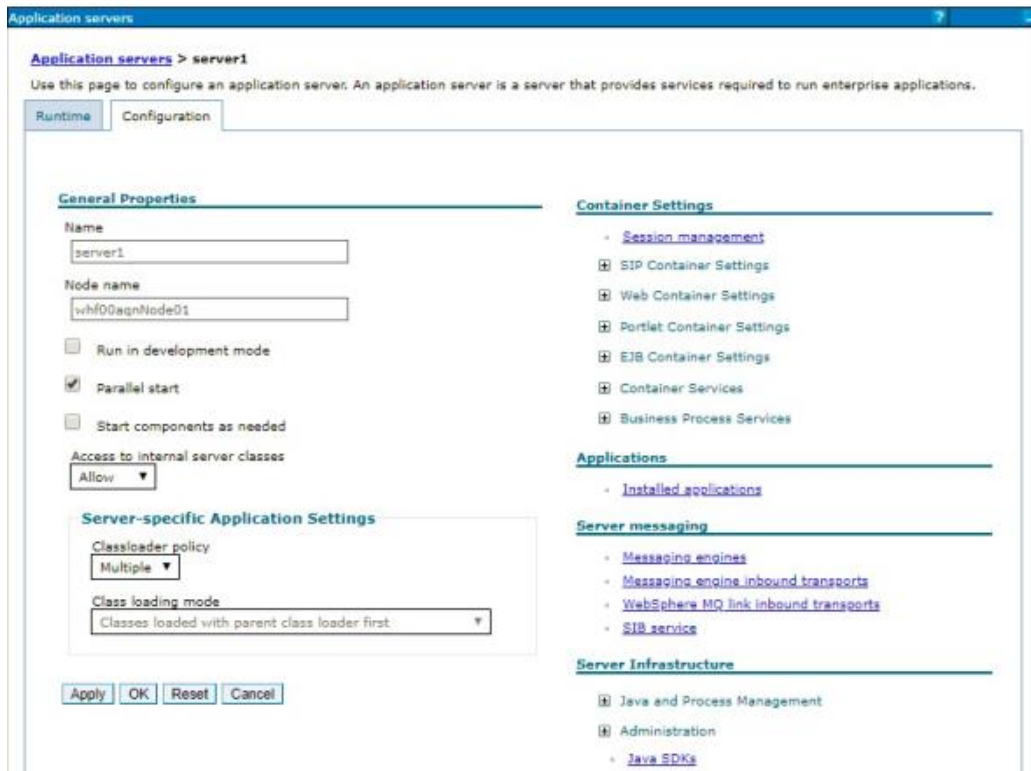 Application servers
?
Application servers > server1
Use this page to configure an application server. An application server is a server that provides services required to run enterprise applications.
Runtime
Configuration
General Properties
Name
server1
Node name
whf00aqnNode01
Run in development mode
Parallel start
Start components as needed
Access to internal server classes
Allow
Server-specific Application Settings
Classloader policy
Multiple
Class loading mode
Classes loaded with parent class loader first
Apply OK Reset Cancel
Container Settings
Session management
SIP Container Settings
Web Container Settings
Portlet Container Settings
EJB Container Settings
Container Services
Business Process Services
Applications
Installed applications
Server messaging
Messaging engines
Messaging engine inbound transports
WebSphere MQ link inbound transports
SIB service
Server Infrastructure
Java and Process Management
Administration
Java SDKs